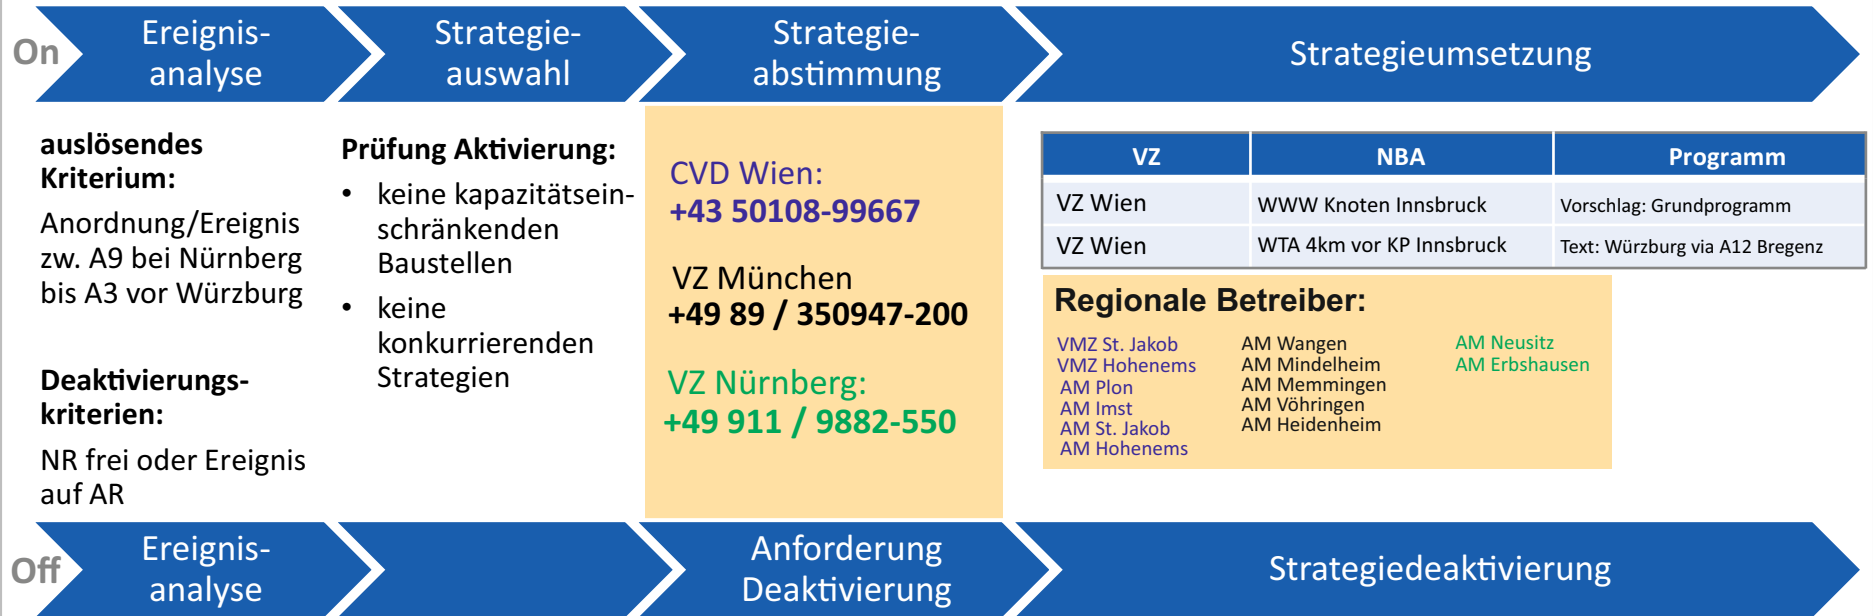 On
Ereignis-
analyse
Strategie-
auswahl
Strategie-
abstimmung
Strategieumsetzung
auslösendes
Kriterium:
Anordnung/Ereignis
zw. A9 bei Nürnberg
bis A3 vor Würzburg
Deaktivierungs-
kriterien:
NR frei oder Ereignis
auf AR
Prüfung Aktivierung:
• keine kapazitätsein-
schränkenden
Baustellen
• keine
konkurrierenden
Strategien
CVD Wien:
+43 50108-99667
VZ München
+49 89 / 350947-200
VZ Nürnberg:
+49 911 / 9882-550
VZ NBA Programm
VZ Wien WWW Knoten Innsbruck Vorschlag: Grundprogramm
VZ Wien WTA 4km vor KP Innsbruck Text: Würzburg via A12 Bregenz
Regionale Betreiber:
VMZ St. Jakob
VMZ Hohenems
AM Plon
AM Imst
AM St. Jakob
AM Hohenems
AM Wangen
AM Mindelheim
AM Memmingen
AM Vöhringen
AM Heidenheim
AM Neusitz
AM Erbshausen
Off
Ereignis-
analyse
Anforderung
Deaktivierung
Strategiedeaktivierung